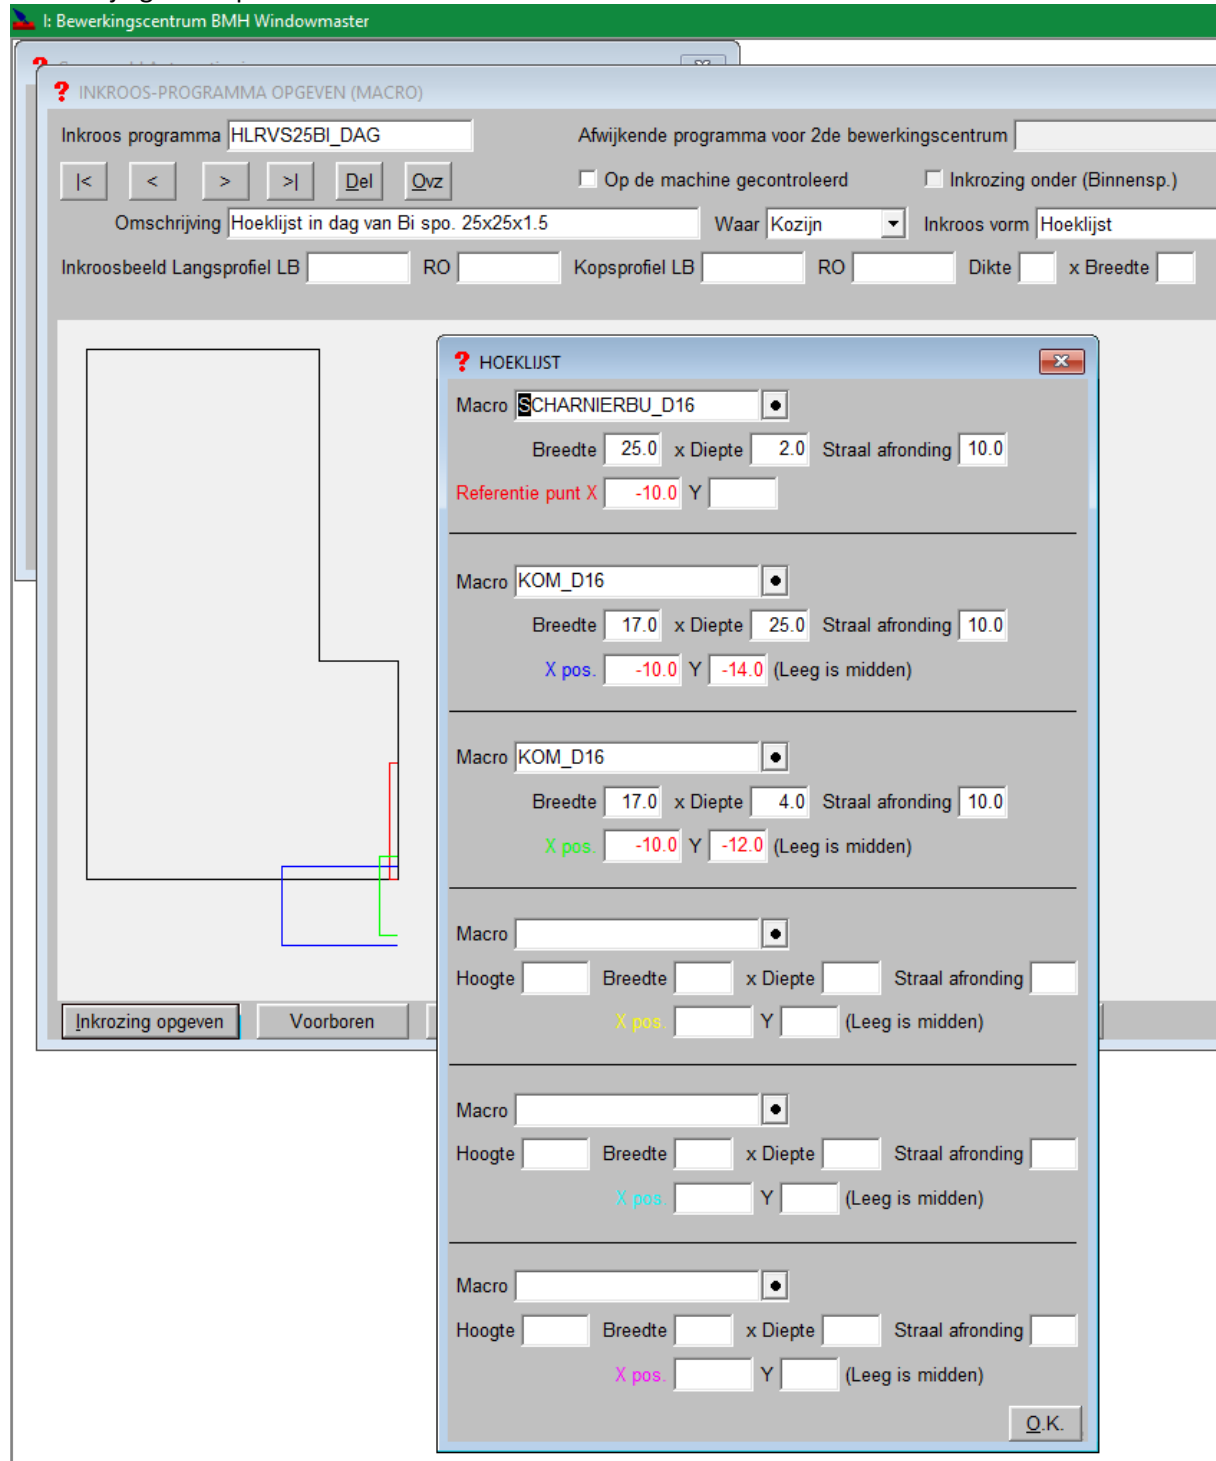 I: Bewerkingscentrum BMH Windowmaster
? INKROOS-PROGRAMMA OPGEVEN (MACRO)
Inkroos programma HLRVS25BI_DAG Afwijkende programma voor 2de bewerkingscentrum
|< < > >| Del Ovz Op de machine gecontroleerd Inkrozing onder (Binnensp.)
Omschrijving Hoeklijst in dag van Bi spo. 25x25x1.5 Waar Kozijn Inkroos vorm Hoeklijst
Inkroosbeeld Langsprofiel LB RO Kopsprofiel LB RO Dikte x Breedte
? HOEKLIJST
Macro SCHARNIERBU_D16
Breedte 25.0 x Diepte 2.0 Straal afronding 10.0
Referentie punt X -10.0 Y
Macro KOM_D16
Breedte 17.0 x Diepte 25.0 Straal afronding 10.0
X pos. -10.0 Y -14.0 (Leeg is midden)
Macro KOM_D16
Breedte 17.0 x Diepte 4.0 Straal afronding 10.0
X pos. -10.0 Y -12.0 (Leeg is midden)
Macro
Hoogte Breedte x Diepte Straal afronding
X pos. Y (Leeg is midden)
Inkrozing opgeven Voorboren
Macro
Hoogte Breedte x Diepte Straal afronding
X pos. Y (Leeg is midden)
Macro
Hoogte Breedte x Diepte Straal afronding
X pos. Y (Leeg is midden)
O.K.